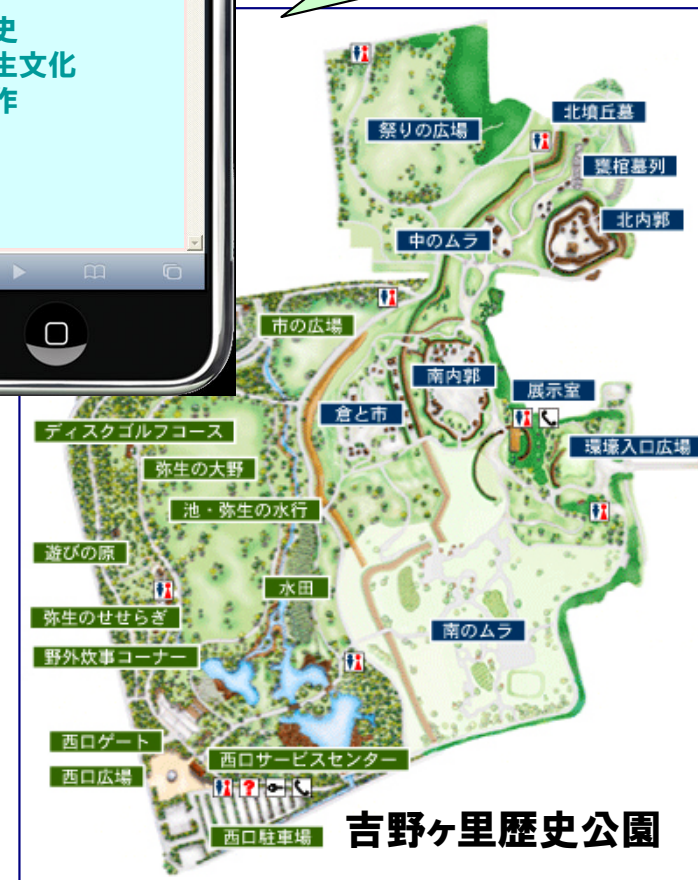 史
生文化
作
祭りの広場
北墳丘墓
甕棺墓列
北内郭
中のムラ
市の広場
南内郭
展示室
倉と市
環壕入口広場
ディスクゴルフコース
弥生の大野
池・弥生の水行
遊びの原
水田
弥生のせせらぎ
南のムラ
野外炊事コーナー
西口ゲート
西口サービスセンター
西口広場
?
西口駐車場
吉野ヶ里歴史公園